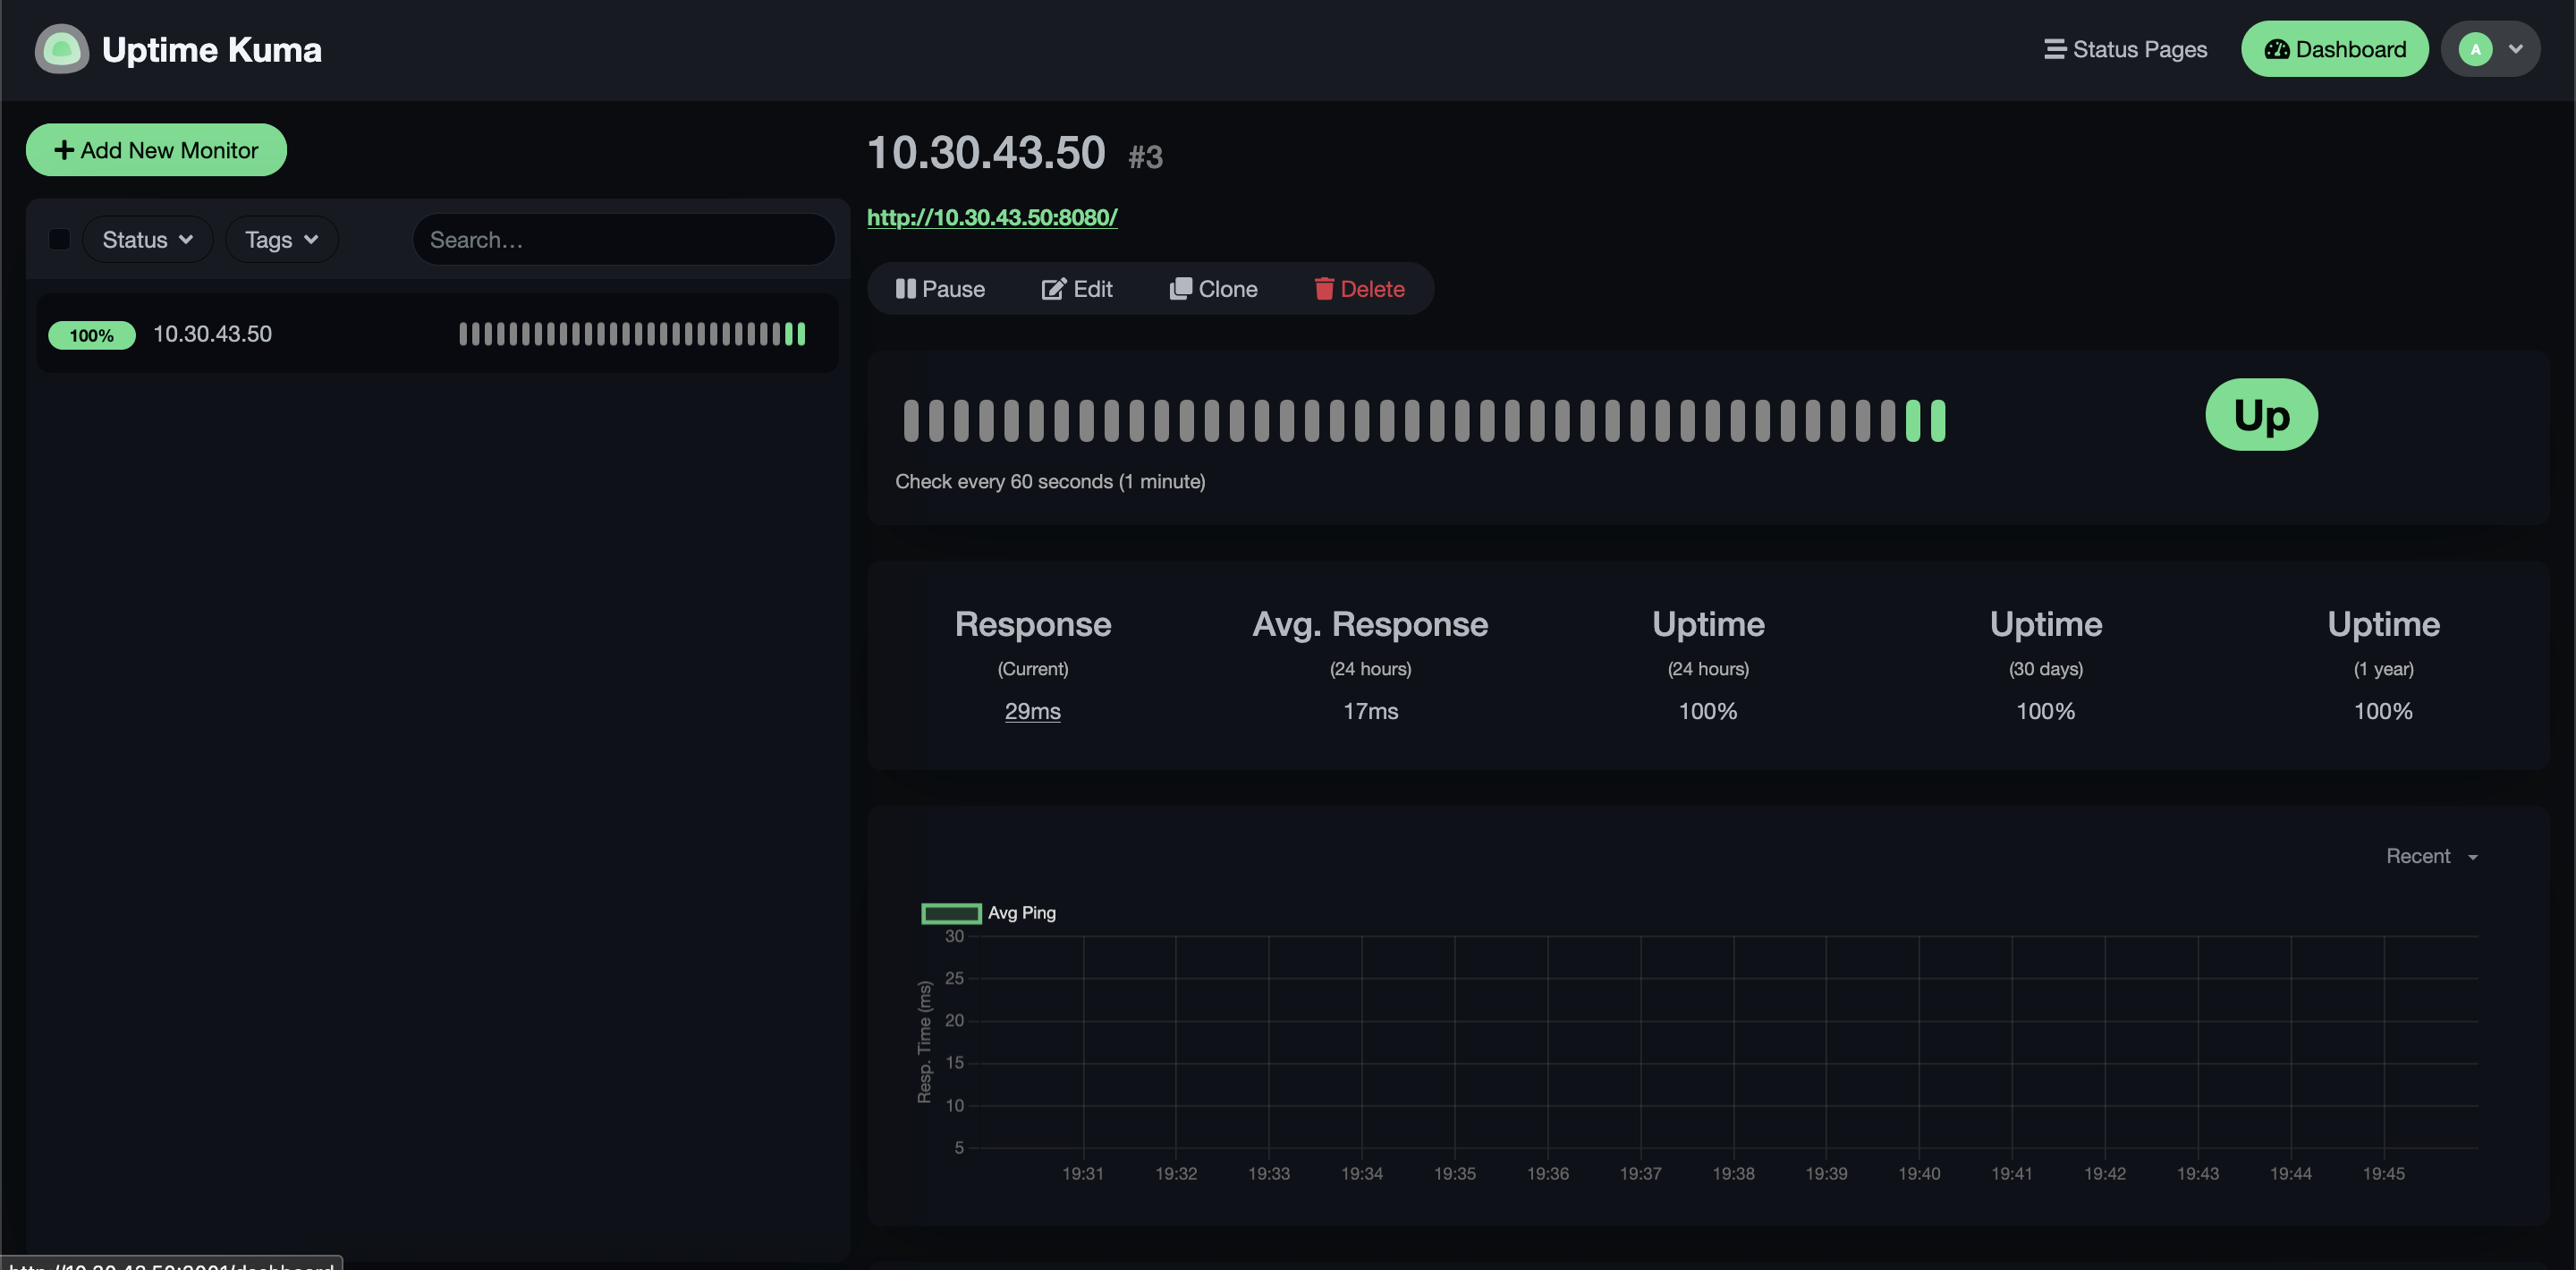 Uptime Kuma
Status Pages
Dashboard
A
Add New Monitor
Status
Tags
Search…
100%
10.30.43.50
10.30.43.50 #3
http://10.30.43.50:8080/
Pause
Edit
Clone
Delete
Check every 60 seconds (1 minute)
Up
Response
(Current)
29ms
Avg. Response
(24 hours)
17ms
Uptime
(24 hours)
100%
Uptime
(30 days)
100%
Uptime
(1 year)
100%
Recent
Avg Ping
Resp. Time (ms)
30
25
20
15
10
5
19:31 19:32 19:33 19:34 19:35 19:36 19:37 19:38 19:39 19:40 19:41 19:42 19:43 19:44 19:45